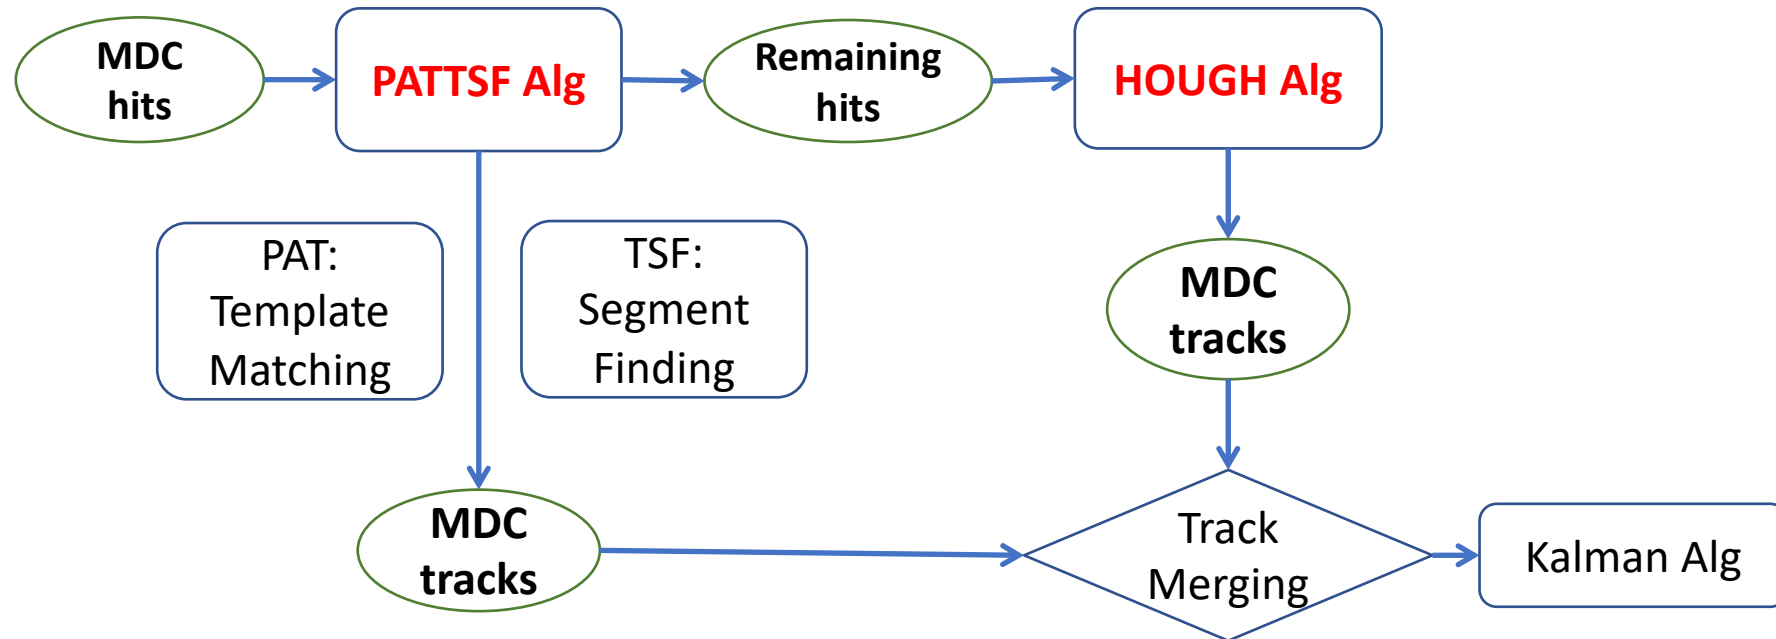 MDC
hits
PATTSF Alg
Remaining
hits
HOUGH Alg
PAT:
Template
Matching
TSF:
Segment
Finding
MDC
tracks
MDC
tracks
Track
Merging
Kalman Alg